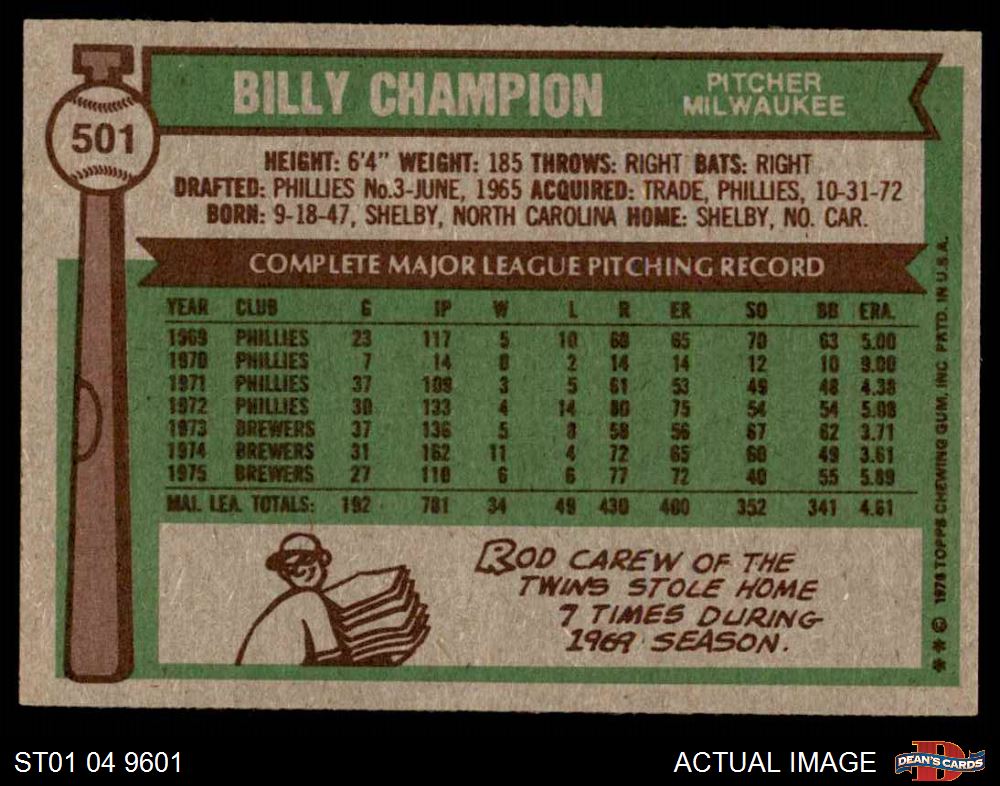 501
BILLY CHAMPION
PITCHER
MILWAUKEE
HEIGHT: 6'4" WEIGHT: 185 THROWS: RIGHT BATS: RIGHT
DRAFTED: PHILLIES No.3-JUNE, 1965 ACQUIRED: TRADE, PHILLIES, 10-31-72
BORN: 9-18-47, SHELBY, NORTH CAROLINA HOME: SHELBY, NO. CAR.
COMPLETE MAJOR LEAGUE PITCHING RECORD
YEAR CLUB G IP W L R ER SO BB ERA.
1969 PHILLIES 23 117 5 10 68 65 70 63 5.00
1970 PHILLIES 7 14 0 2 14 14 12 10 9.00
1971 PHILLIES 37 109 3 5 61 53 49 48 4.38
1972 PHILLIES 30 133 4 14 80 75 54 54 5.08
1973 BREWERS 37 136 5 8 58 56 67 62 3.71
1974 BREWERS 31 162 11 4 72 65 60 49 3.61
1975 BREWERS 27 110 6 6 77 72 40 55 5.89
MAJ. LEA. TOTALS: 192 781 34 49 430 400 352 341 4.61
ROD CAREW OF THE
TWINS STOLE HOME
7 TIMES DURING
1969 SEASON.
** © 1976 TOPPS CHEWING GUM, INC PRTD. IN U.S.A.
ST01 04 9601
ACTUAL IMAGE
D
DEAN'S CARDS